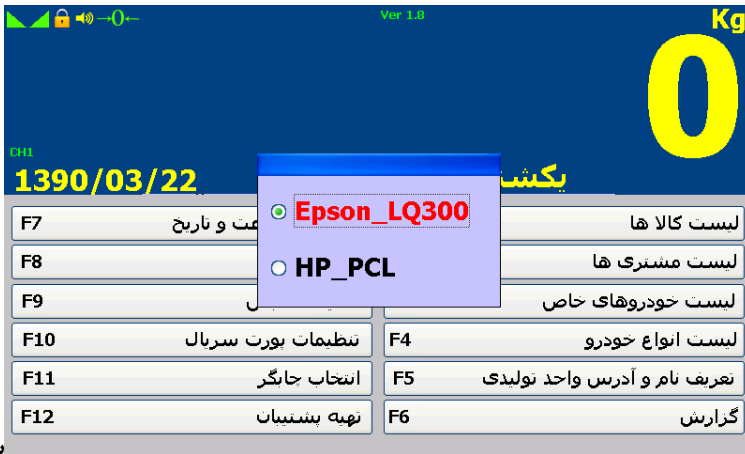 →0← Ver 1.8 Kg
0
CH1
1390/03/22
Epson_LQ300
HP_PCL
لیست کالا ها
و تاریخ F7
لیست مشتری ها
F8
لیست خودروهای خاص
F9
لیست انواع خودرو F4
تنظیمات پورت سریال F10
تعریف نام و آدرس واحد تولیدی F5
انتخاب چاپگر F11
گزارش F6
تهیه پشتیبان F12